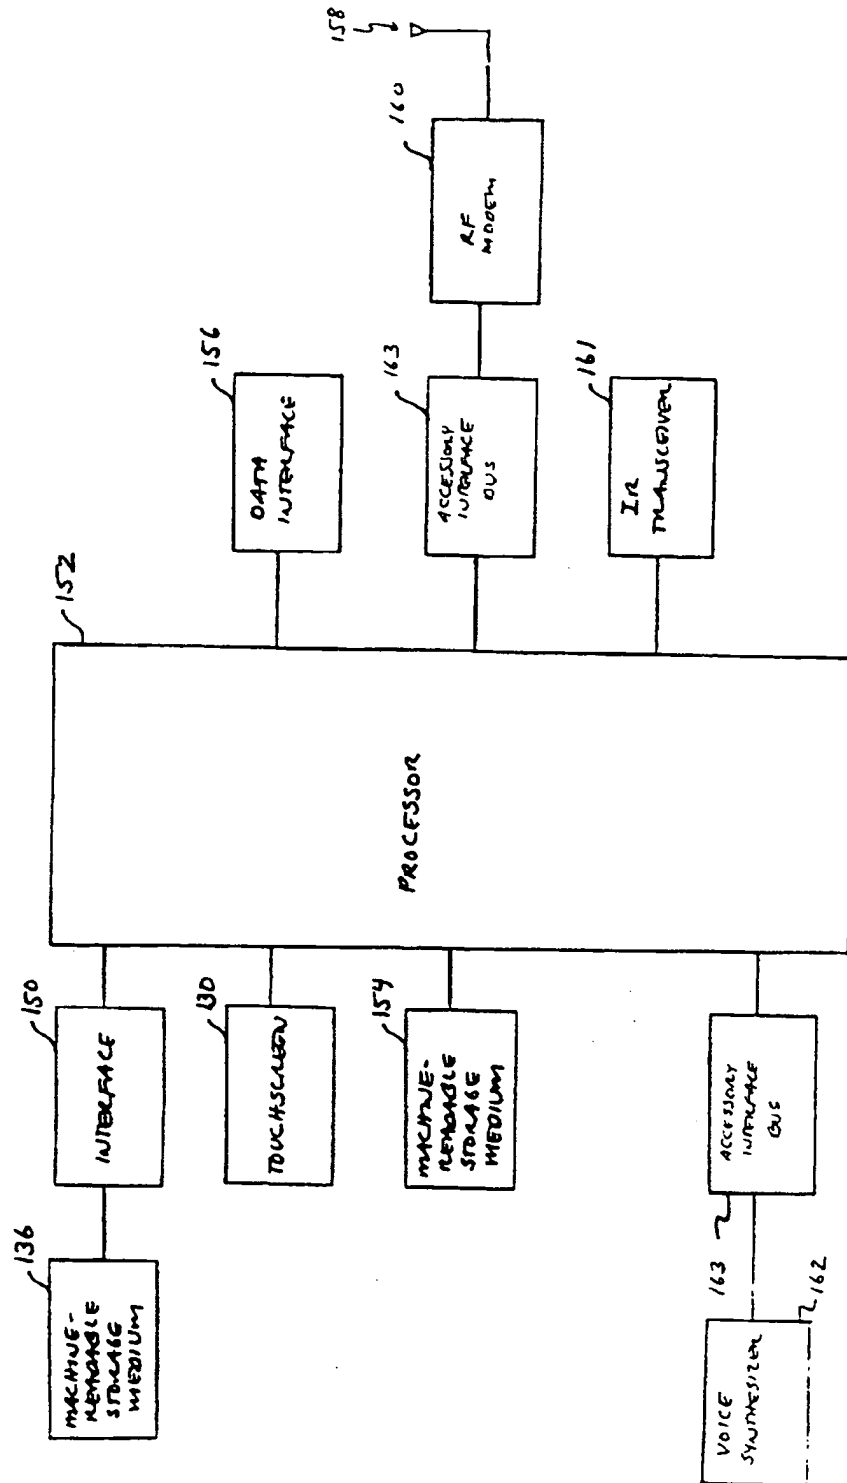 158
160
RF
MODEM
156
DATA
INTERFACE
163
ACCESSORY
INTERFACE
BUS
161
IR
TRANSCEIVER
152
PROCESSOR
150
INTERFACE
130
TOUCHSCREEN
154
MACHINE-
READABLE
STORAGE
MEDIUM
ACCESSORY
INTERFACE
BUS
163
136
MACHINE-
READABLE
STORAGE
MEDIUM
162
VOICE
SYNTHESIZER